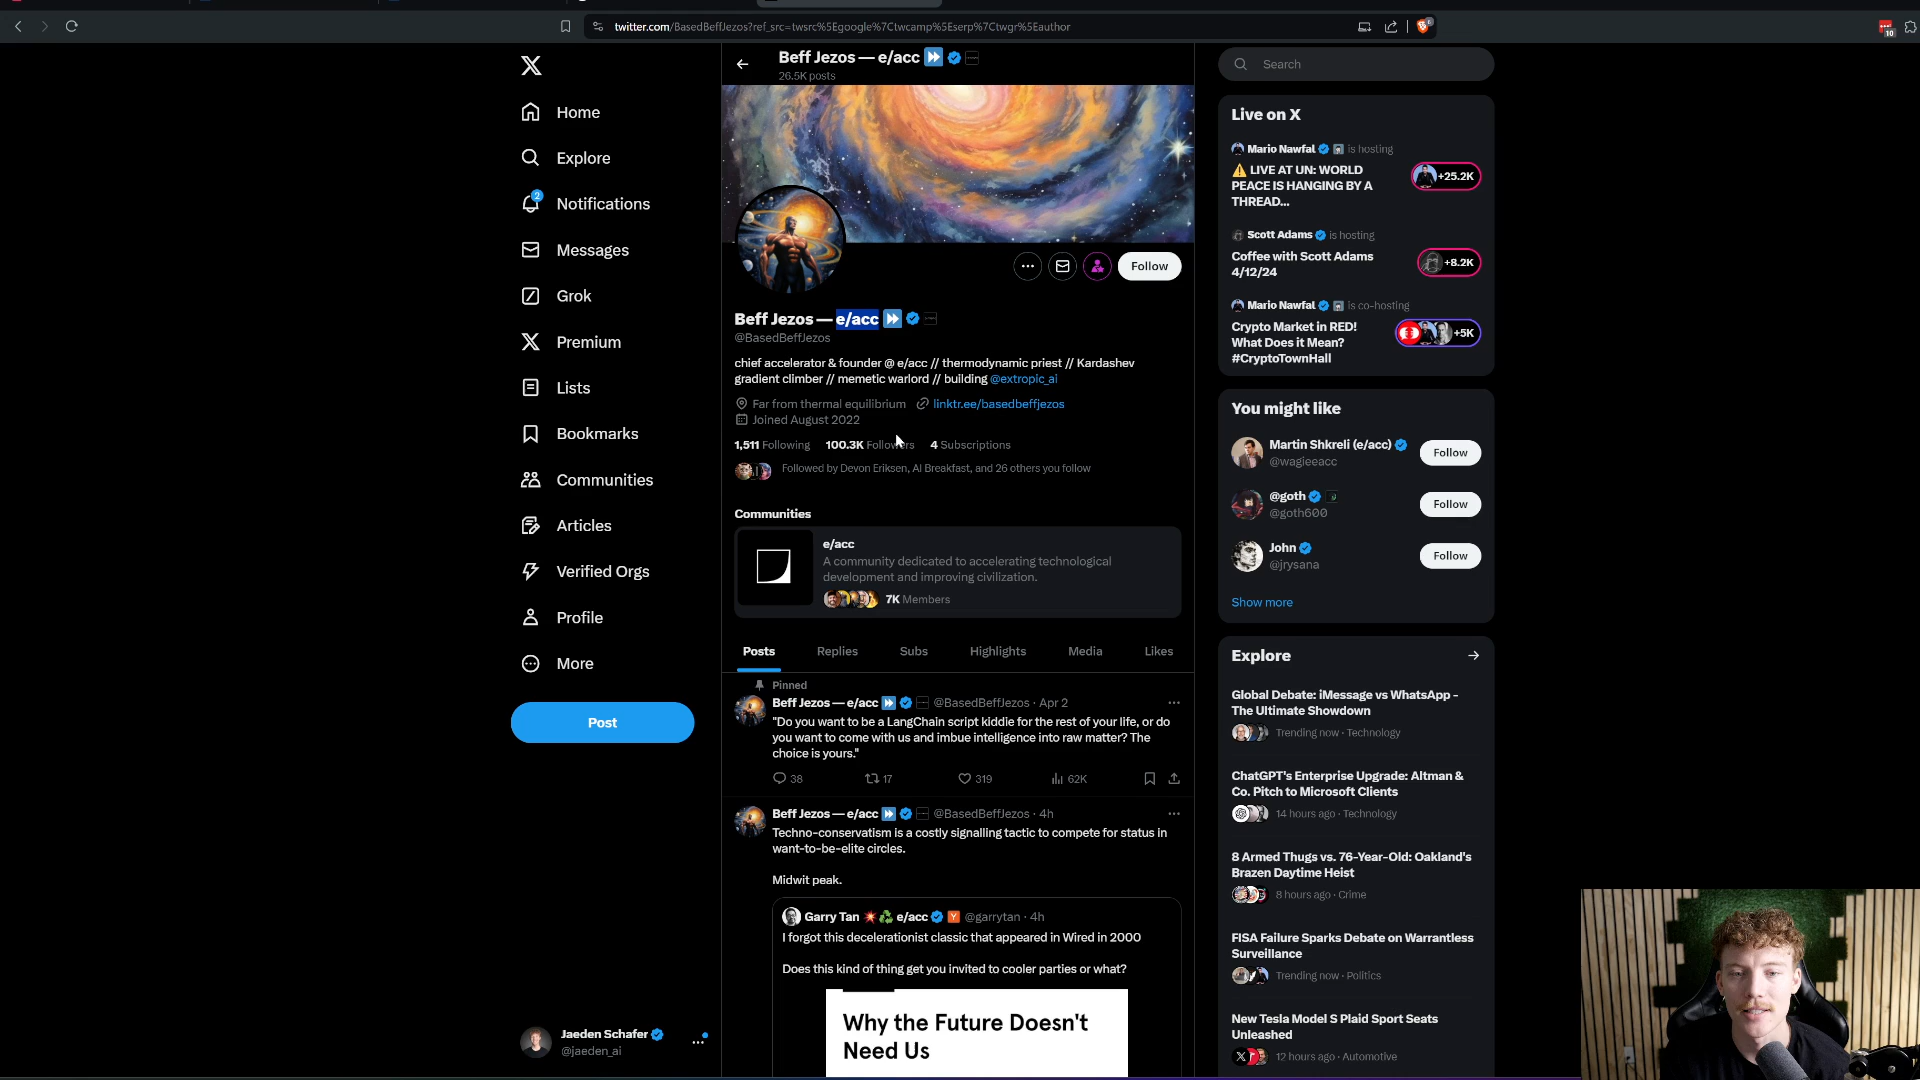 twitter.com/BasedBeffJezos?ref_src=twsrc%5Egoogle%7Ctwcamp%5Eserp%7Ctwgr%5Eauthor
10
Home
Explore
2
Notifications
Messages
Grok
Premium
Lists
Bookmarks
Communities
Articles
Verified Orgs
Profile
More
Post
Jaeden Schafer
@jaeden_ai
Beff Jezos — e/acc
26.5K posts
Follow
Beff Jezos — e/acc
@BasedBeffJezos
chief accelerator & founder @ e/acc // thermodynamic priest // Kardashev
gradient climber // memetic warlord // building @extropic_ai
Far from thermal equilibrium linktr.ee/basedbeffjezos
Joined August 2022
1,511 Following 100.3K Followers 4 Subscriptions
Followed by Devon Eriksen, AI Breakfast, and 26 others you follow
Communities
e/acc
A community dedicated to accelerating technological
development and improving civilization.
7K Members
Posts Replies Subs Highlights Media Likes
Pinned
Beff Jezos — e/acc @BasedBeffJezos · Apr 2
"Do you want to be a LangChain script kiddie for the rest of your life, or do
you want to come with us and imbue intelligence into raw matter? The
choice is yours."
38 17 319 62K
Beff Jezos — e/acc @BasedBeffJezos · 4h
Techno-conservatism is a costly signalling tactic to compete for status in
want-to-be-elite circles.
Midwit peak.
Garry Tan e/acc Y @garrytan · 4h
I forgot this decelerationist classic that appeared in Wired in 2000
Does this kind of thing get you invited to cooler parties or what?
Why the Future Doesn't
Need Us
Search
Live on X
Mario Nawfal is hosting
LIVE AT UN: WORLD
PEACE IS HANGING BY A
THREAD...
+25.2K
Scott Adams is hosting
Coffee with Scott Adams
4/12/24
+8.2K
Mario Nawfal is co-hosting
Crypto Market in RED!
What Does it Mean?
#CryptoTownHall
+5K
You might like
Martin Shkreli (e/acc)
@wagieeacc
Follow
@goth
@goth600
Follow
John
@jrysana
Follow
Show more
Explore
Global Debate: iMessage vs WhatsApp -
The Ultimate Showdown
Trending now · Technology
ChatGPT's Enterprise Upgrade: Altman &
Co. Pitch to Microsoft Clients
14 hours ago · Technology
8 Armed Thugs vs. 76-Year-Old: Oakland's
Brazen Daytime Heist
8 hours ago · Crime
FISA Failure Sparks Debate on Warrantless
Surveillance
Trending now · Politics
New Tesla Model S Plaid Sport Seats
Unleashed
12 hours ago · Automotive